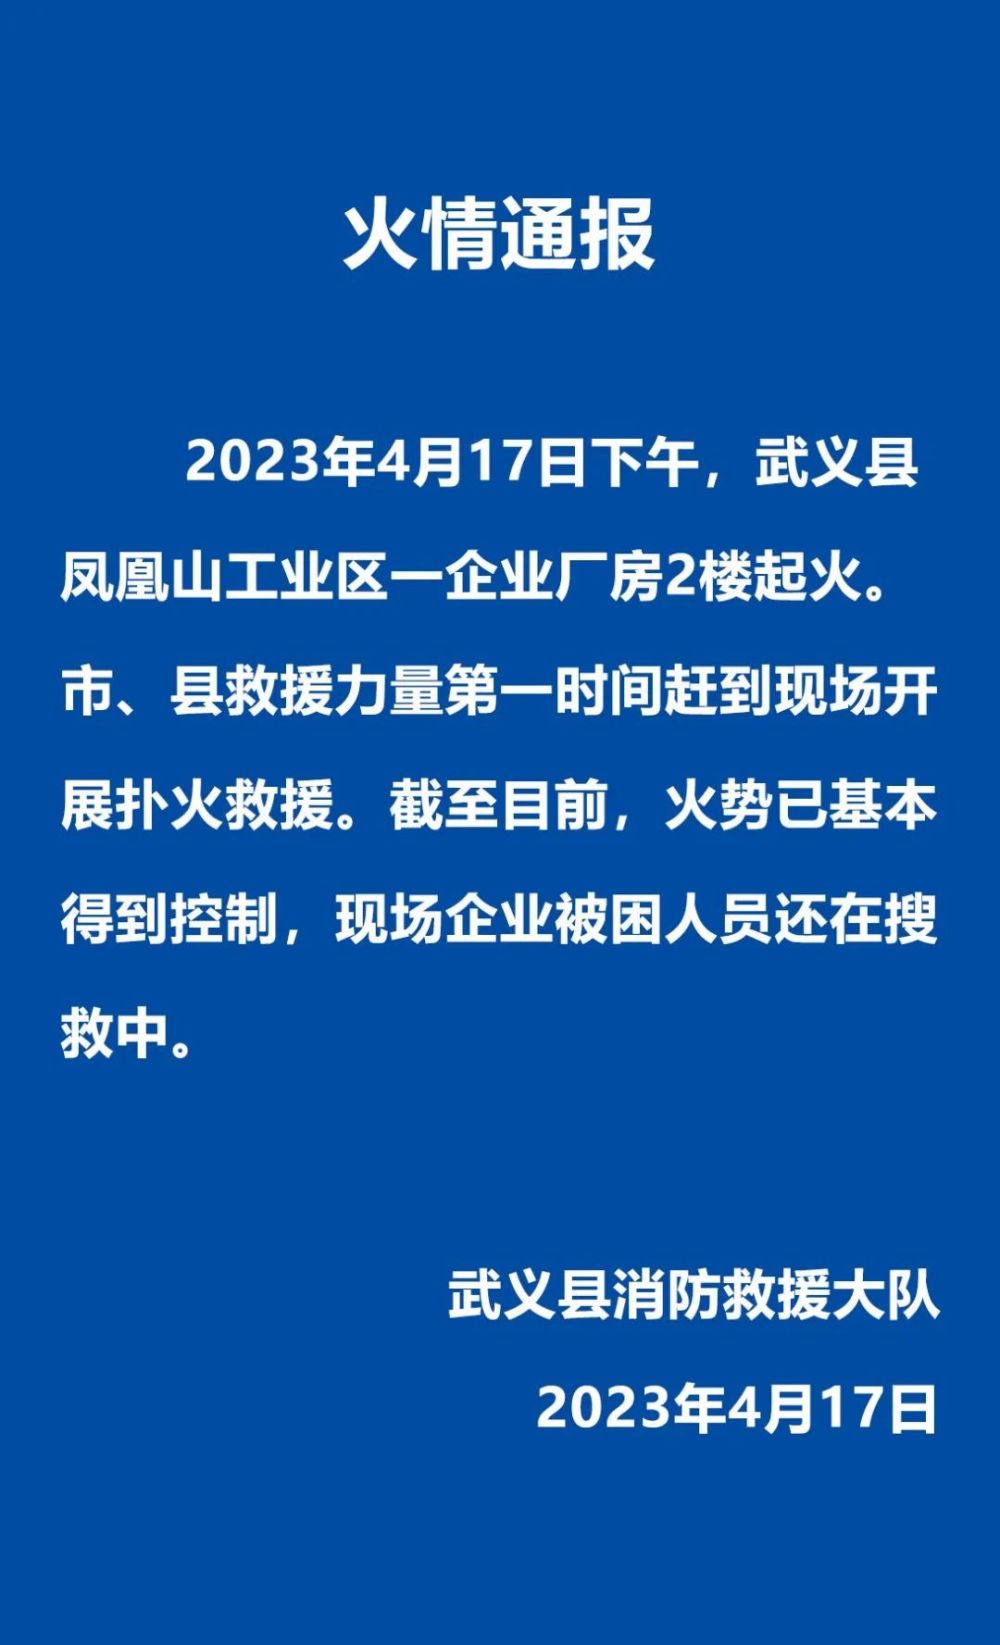 火情通报
2023年4月17日下午，武义县
凤凰山工业区一企业厂房2楼起火。
市、县救援力量第一时间赶到现场开
展扑火救援。截至目前，火势已基本
得到控制，现场企业被困人员还在搜
救中。
武义县消防救援大队
2023年4月17日